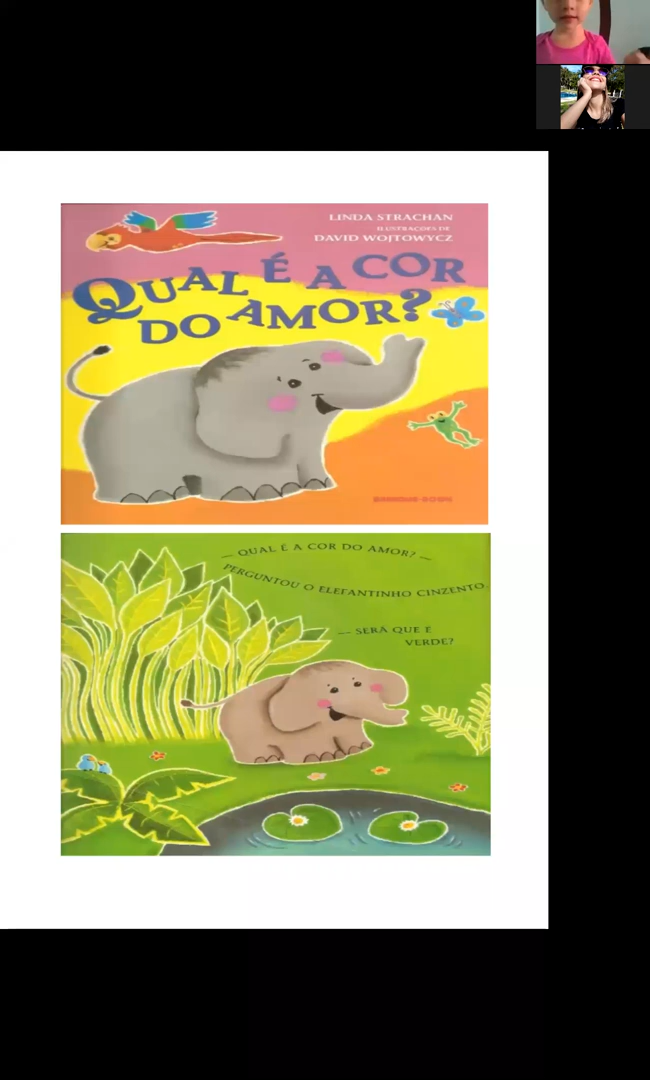 LINDA STRACHAN
ILUSTRAÇÕES DE
DAVID WOJTOWYCZ
QUAL É A COR
DO AMOR?
— QUAL É A COR DO AMOR? —
PERGUNTOU O ELEFANTINHO CINZENTO.
— SERÁ QUE É
VERDE?